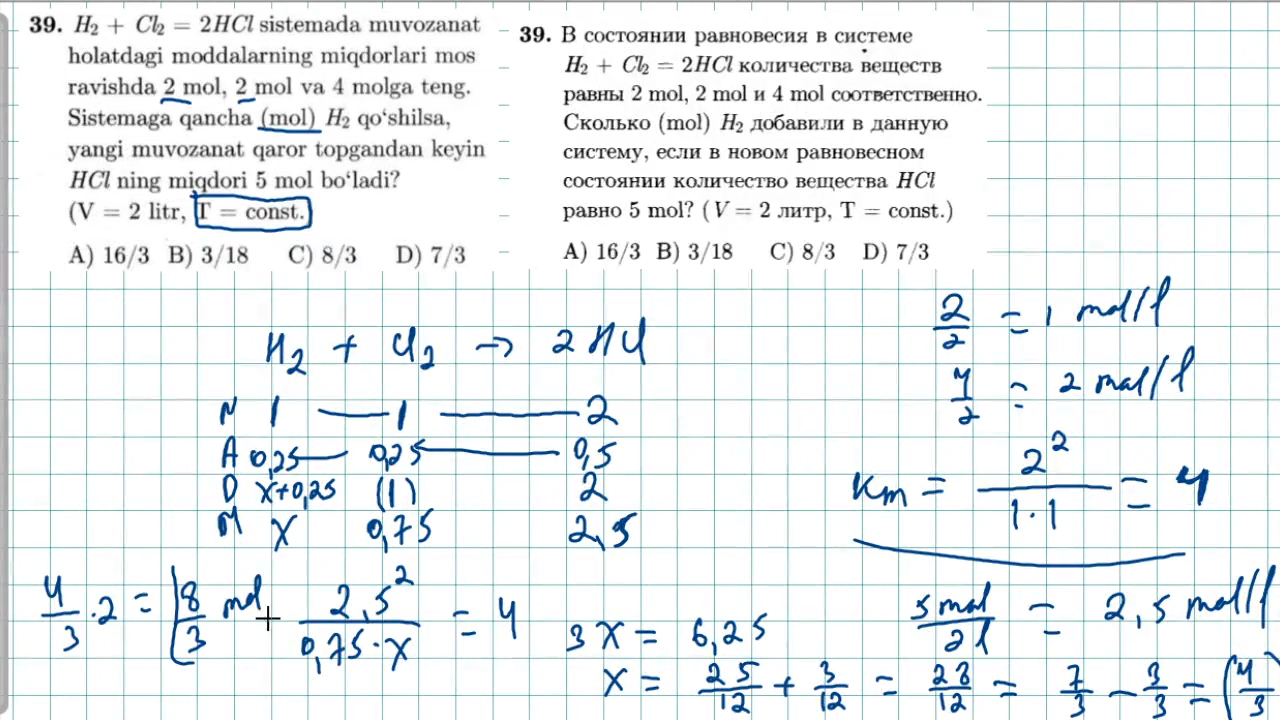 39. H₂ + Cl₂ = 2HCl sistemada muvozanat
holatdagi moddalarning miqdorlari mos
ravishda 2 mol, 2 mol va 4 molga teng.
Sistemaga qancha (mol) H₂ qo‘shilsa,
yangi muvozanat qaror topgandan keyin
HCl ning miqdori 5 mol bo‘ladi?
(V = 2 litr, T = const.)
A) 16/3 B) 3/18 C) 8/3 D) 7/3
39. В состоянии равновесия в системе
H₂ + Cl₂ = 2HCl количества веществ
равны 2 mol, 2 mol и 4 mol соответственно.
Сколько (mol) H₂ добавили в данную
систему, если в новом равновесном
состоянии количество вещества HCl
равно 5 mol? (V = 2 литр, T = const.)
A) 16/3 B) 3/18 C) 8/3 D) 7/3
H₂ + Cl₂ → 2 HCl
N 1 — 1 — 2
A 0,25 — 0,25 — 0,5
D x+0,25 (1) 2
M x 0,75 2,5
2/2 = 1 mol/l
4/2 = 2 mol/l
Km = 2²/1·1 = 4
5 mol/2l = 2,5 mol/l
2,5²/0,75·x = 4
3x = 6,25
x = 25/12 + 3/12 = 28/12 = 7/3 − 3/3 = (4/3
4/3 · 2 = 8/3 mol